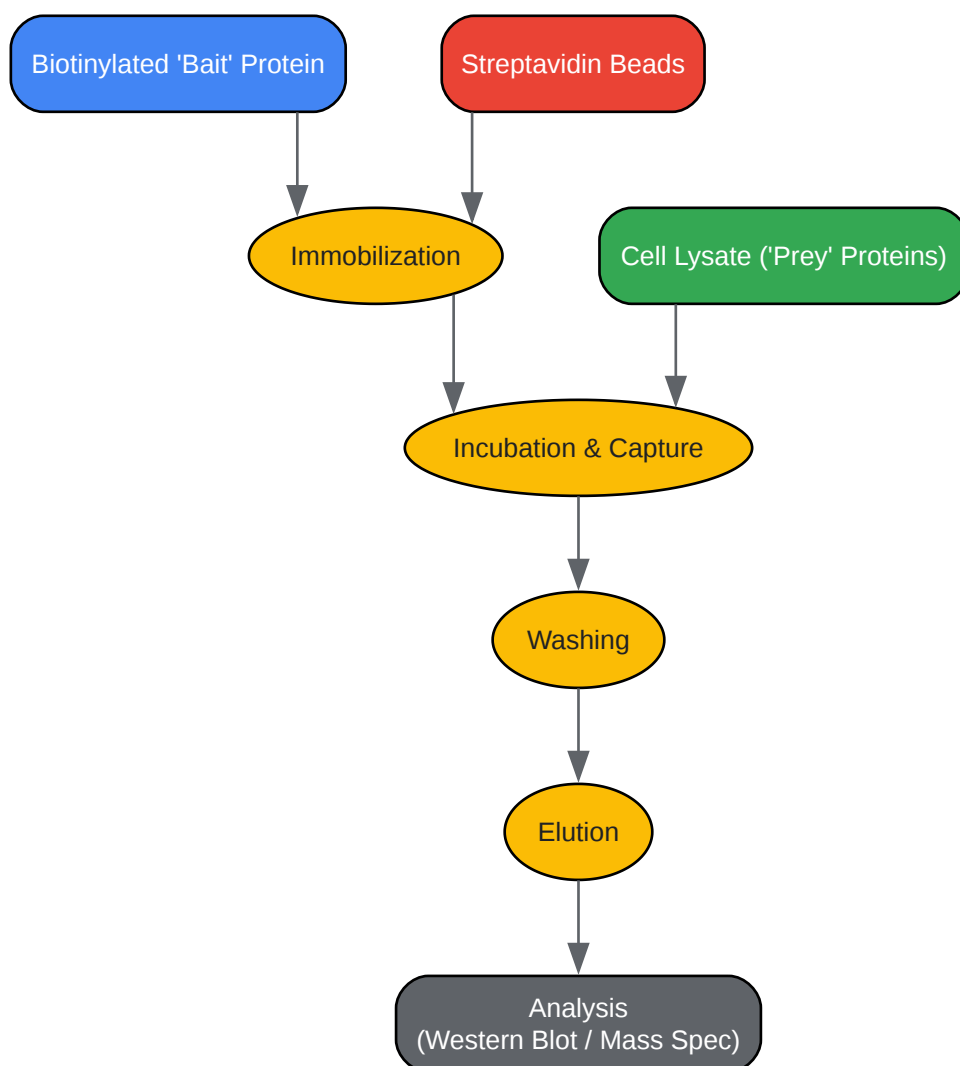 Biotinylated 'Bait' Protein
Streptavidin Beads
Immobilization
Cell Lysate ('Prey' Proteins)
Incubation & Capture
Washing
Elution
Analysis
(Western Blot / Mass Spec)